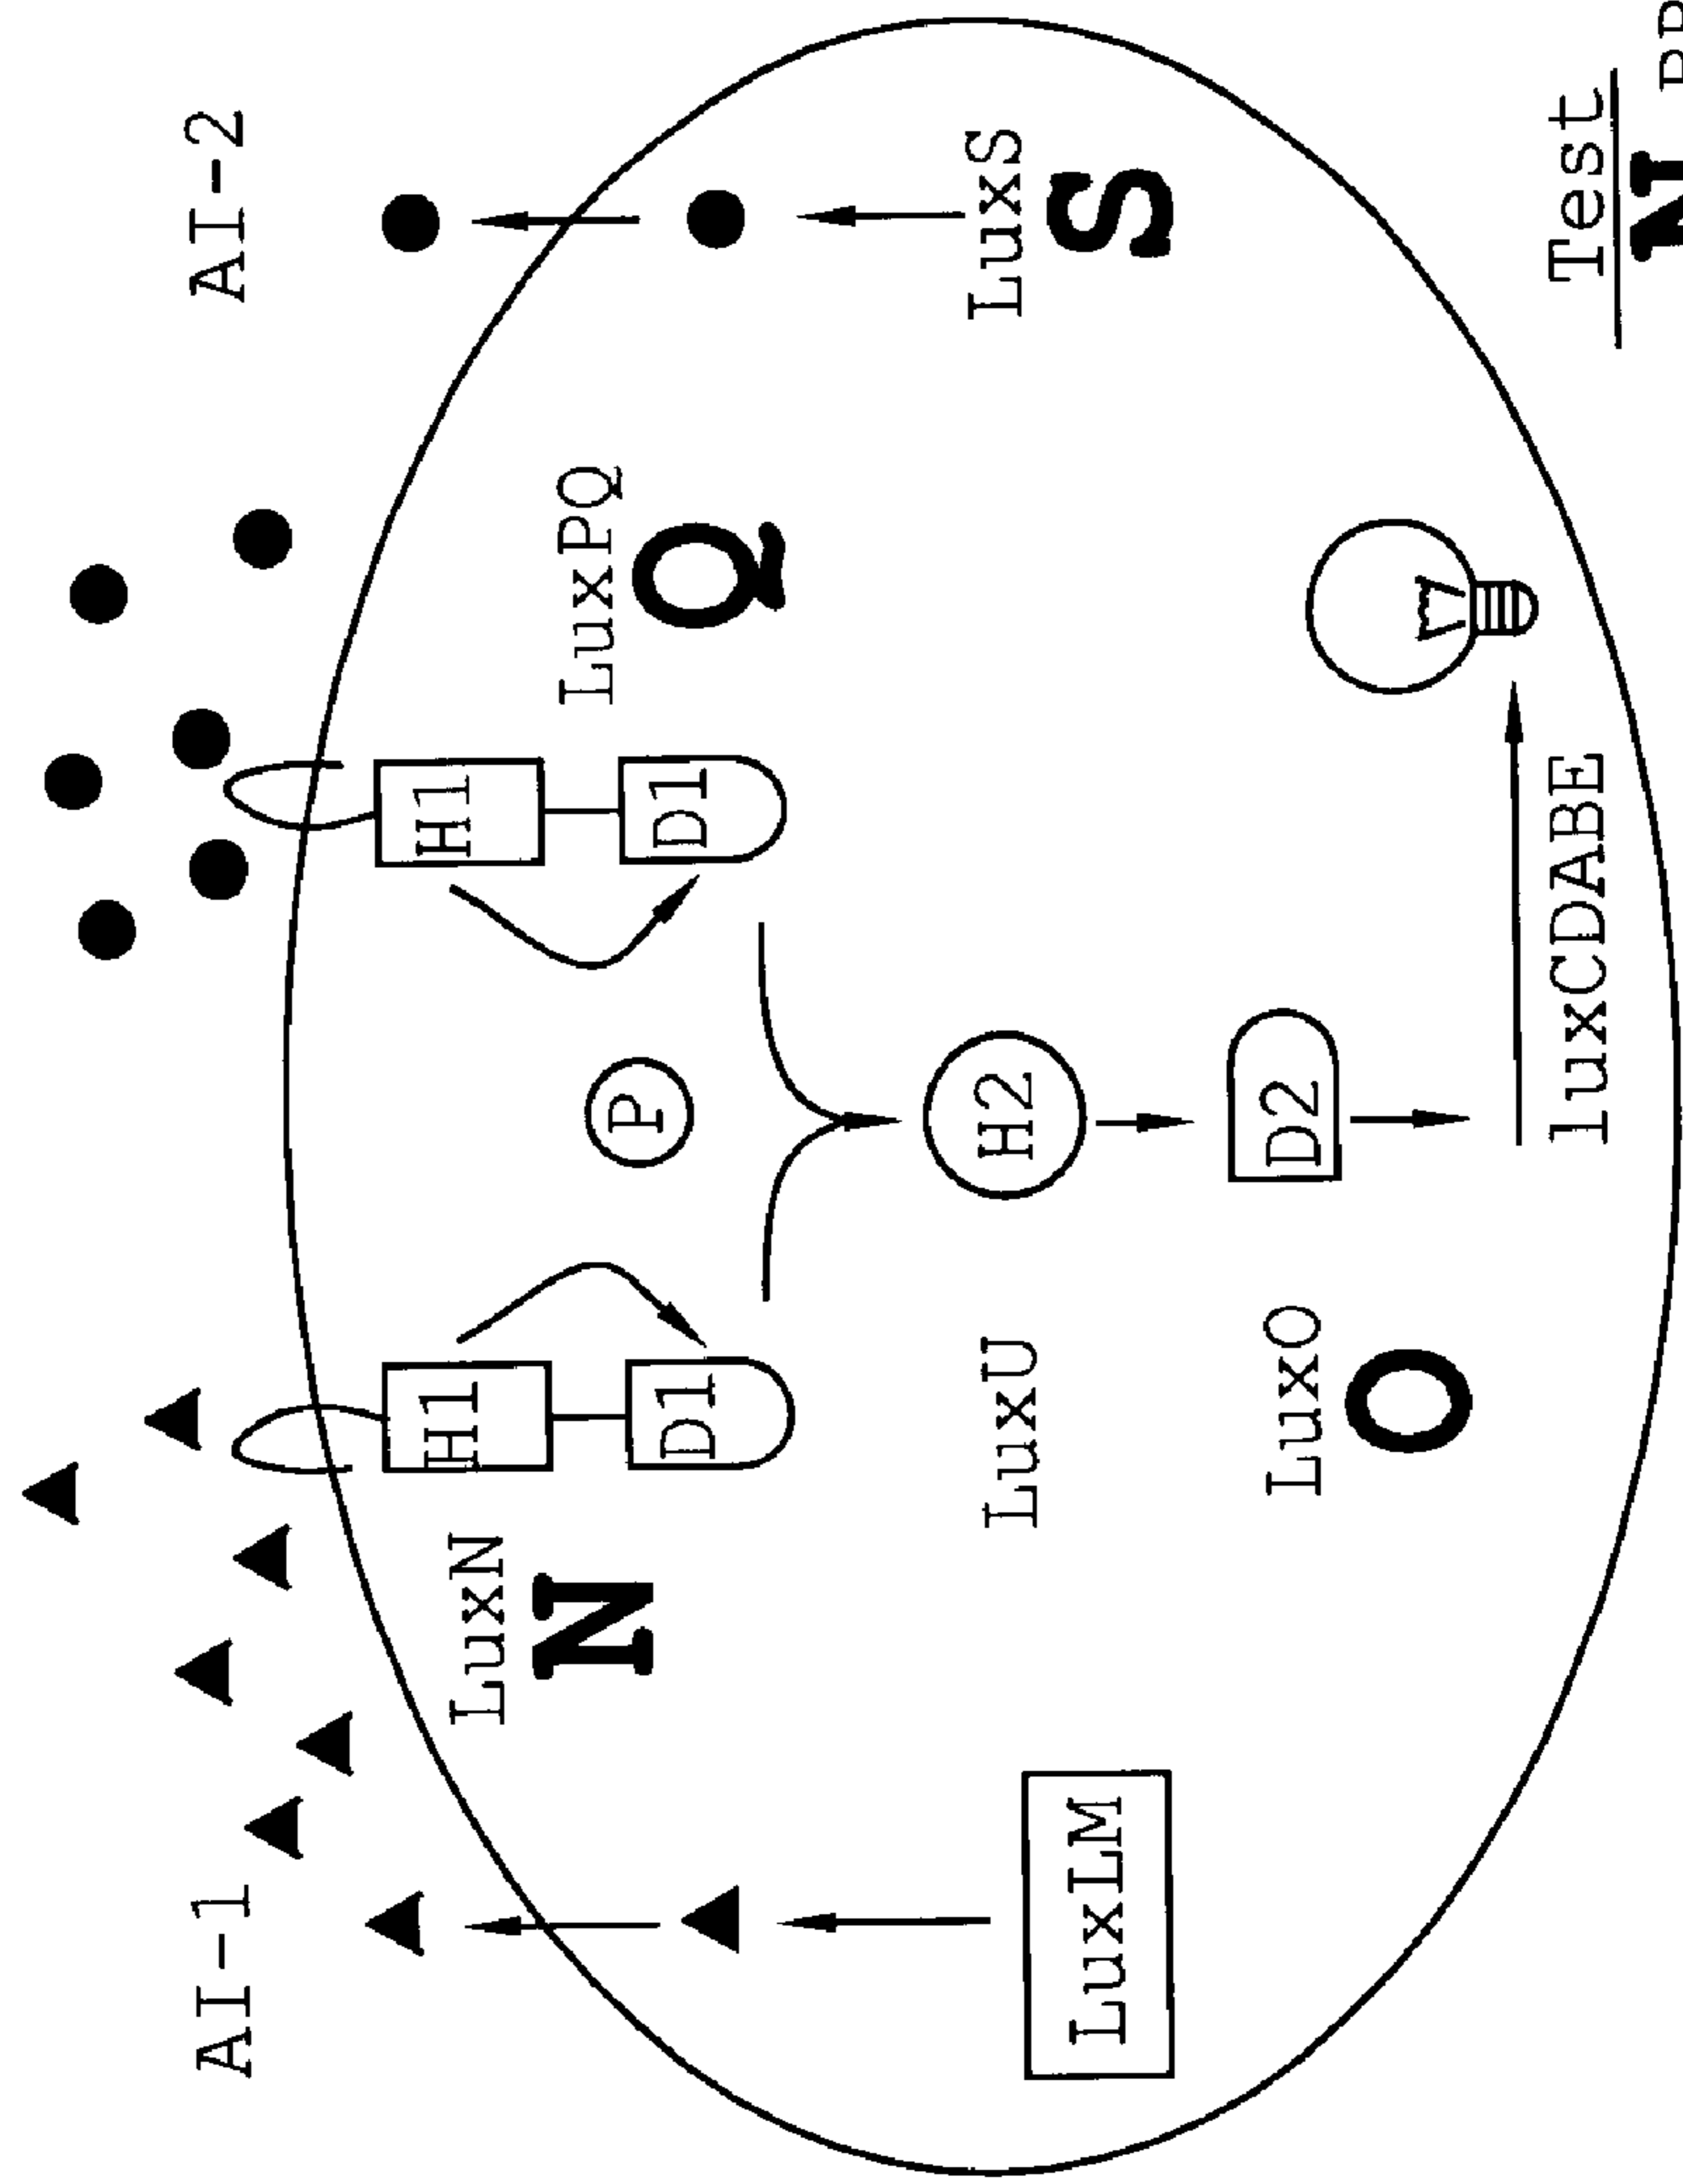 AI-1
AI-2
LuxN
N
H1
D1
P
H1
D1
LuxPQ
Q
LuxLM
LuxU
H2
LuxS
S
LuxO
O
D2
luxCDABE
Test